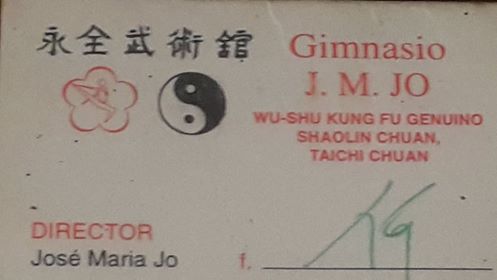 永全武術舘
Gimnasio
J. M. JO
WU-SHU KUNG FU GENUINO
SHAOLIN CHUAN,
TAICHI CHUAN
DIRECTOR
José Maria Jo
f.